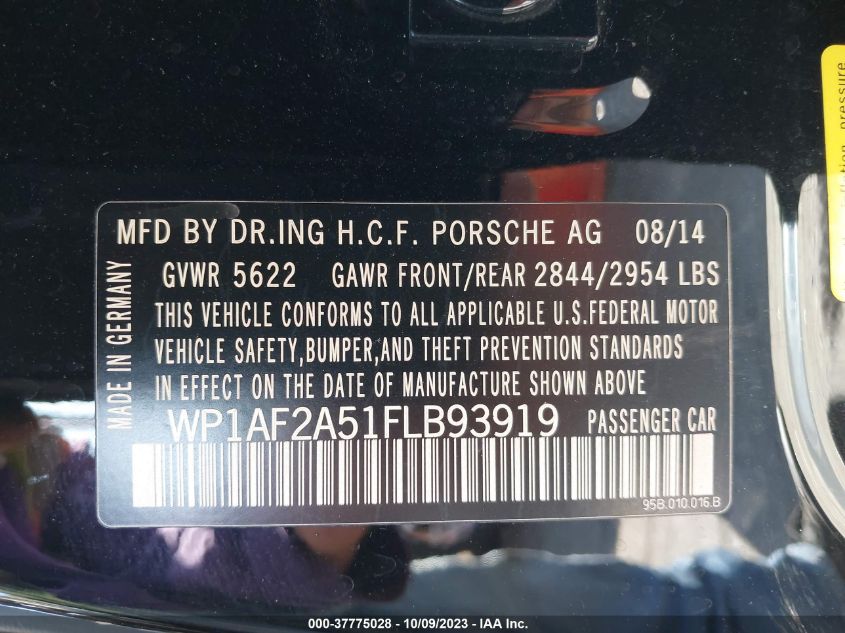 MFD BY DR.ING H.C.F. PORSCHE AG 08/14
GVWR 5622 GAWR FRONT/REAR 2844/2954 LBS
THIS VEHICLE CONFORMS TO ALL APPLICABLE U.S.FEDERAL MOTOR
VEHICLE SAFETY,BUMPER,AND THEFT PREVENTION STANDARDS
IN EFFECT ON THE DATE OF MANUFACTURE SHOWN ABOVE
WP1AF2A51FLB93919 PASSENGER CAR
95B.010.016.B
MADE IN GERMANY
pressure
000-37775028 - 10/09/2023 - © IAA Inc.